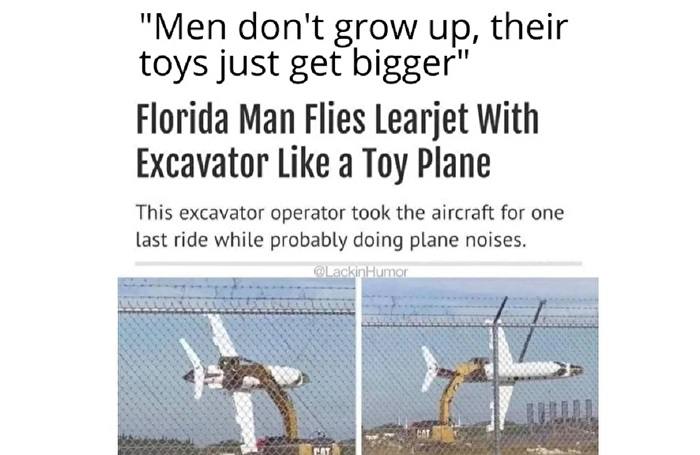 "Men don't grow up, their
toys just get bigger"
Florida Man Flies Learjet With
Excavator Like a Toy Plane
This excavator operator took the aircraft for one
last ride while probably doing plane noises.
@LackinHumor
CAT
CAT